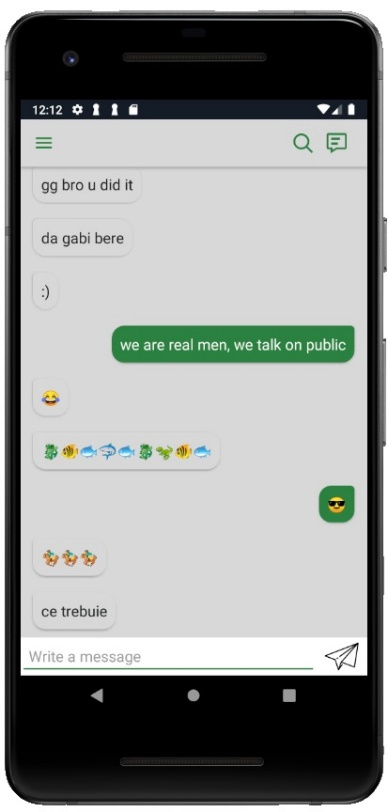 12:12
gg bro u did it
da gabi bere
:)
we are real men, we talk on public
😂
🐉🐠🐟🦈🐟🐉🦖🐠🐟
😎
ce trebuie
Write a message